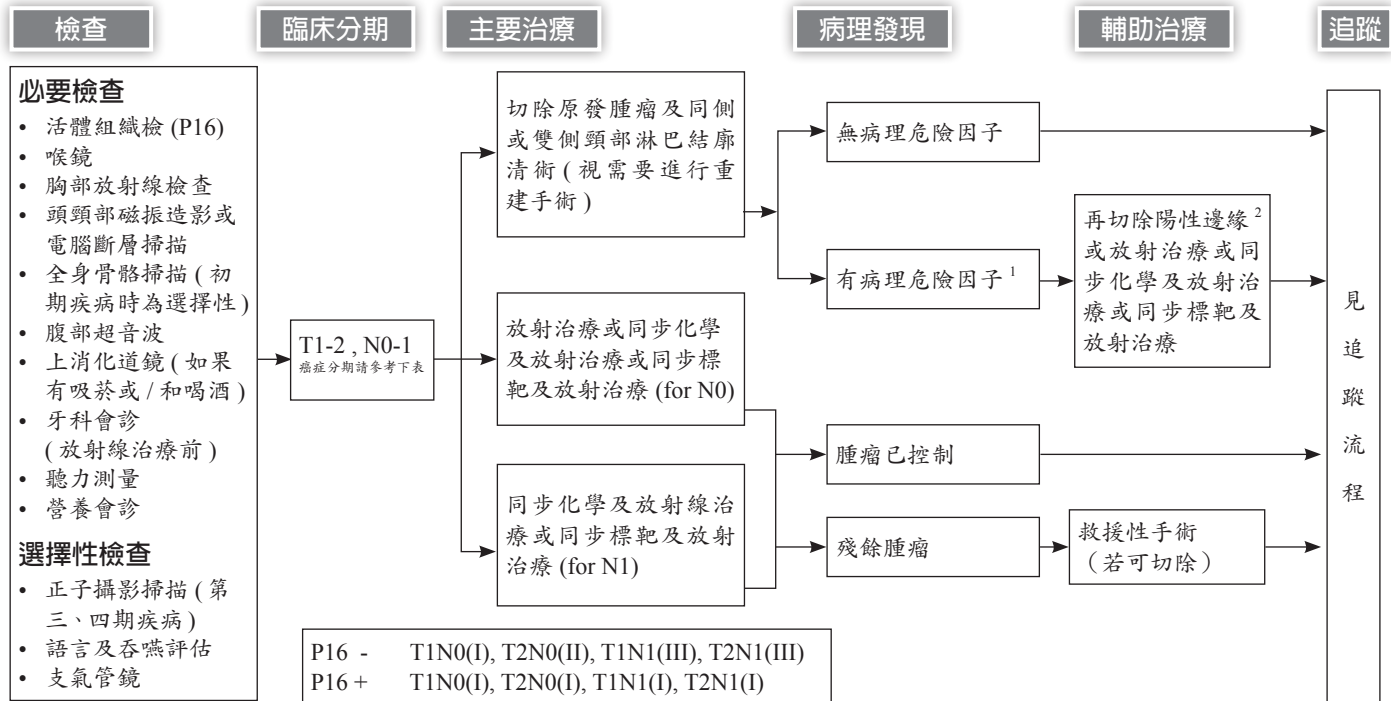 檢查
臨床分期
主要治療
病理發現
輔助治療
追蹤
必要檢查
• 活體組織檢 (P16)
• 喉鏡
• 胸部放射線檢查
• 頭頸部磁振造影或
電腦斷層掃描
• 全身骨骼掃描 ( 初
期疾病時為選擇性 )
• 腹部超音波
• 上消化道鏡 ( 如果
有吸菸或 / 和喝酒 )
• 牙科會診
( 放射線治療前 )
• 聽力測量
• 營養會診
選擇性檢查
• 正子攝影掃描 ( 第
三、四期疾病 )
• 語言及吞嚥評估
• 支氣管鏡
T1-2 , N0-1
癌症分期請參考下表
切除原發腫瘤及同側
或雙側頸部淋巴結廓
清術 ( 視需要進行重
建手術 )
放射治療或同步化學
及放射治療或同步標
靶及放射治療 (for N0)
同步化學及放射線治
療或同步標靶及放射
治療 (for N1)
無病理危險因子
有病理危險因子 1
腫瘤已控制
殘餘腫瘤
再切除陽性邊緣 2
或放射治療或同
步化學及放射治
療或同步標靶及
放射治療
救援性手術
（若可切除）
見
追
蹤
流
程
P16 - T1N0(I), T2N0(II), T1N1(III), T2N1(III)
P16 + T1N0(I), T2N0(I), T1N1(I), T2N1(I)